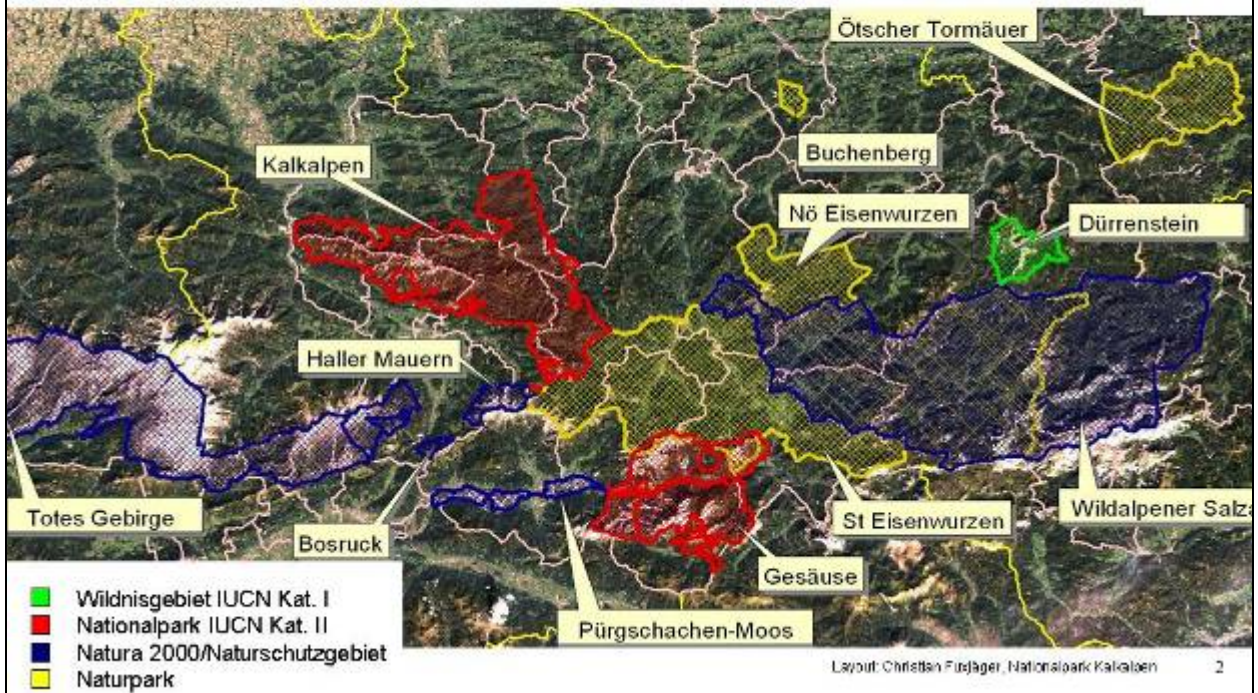 Ötscher Tormäuer
Buchenberg
Kalkalpen
Nö Eisenwurzen
Dürrenstein
Haller Mauern
Totes Gebirge
Bosruck
St Eisenwurzen
Wildalpener Salza
Gesäuse
Pürgschachen-Moos
Wildnisgebiet IUCN Kat. I
Nationalpark IUCN Kat. II
Natura 2000/Naturschutzgebiet
Naturpark
Layout: Christian Fuxjäger, Nationalpark Kalkalpen 2